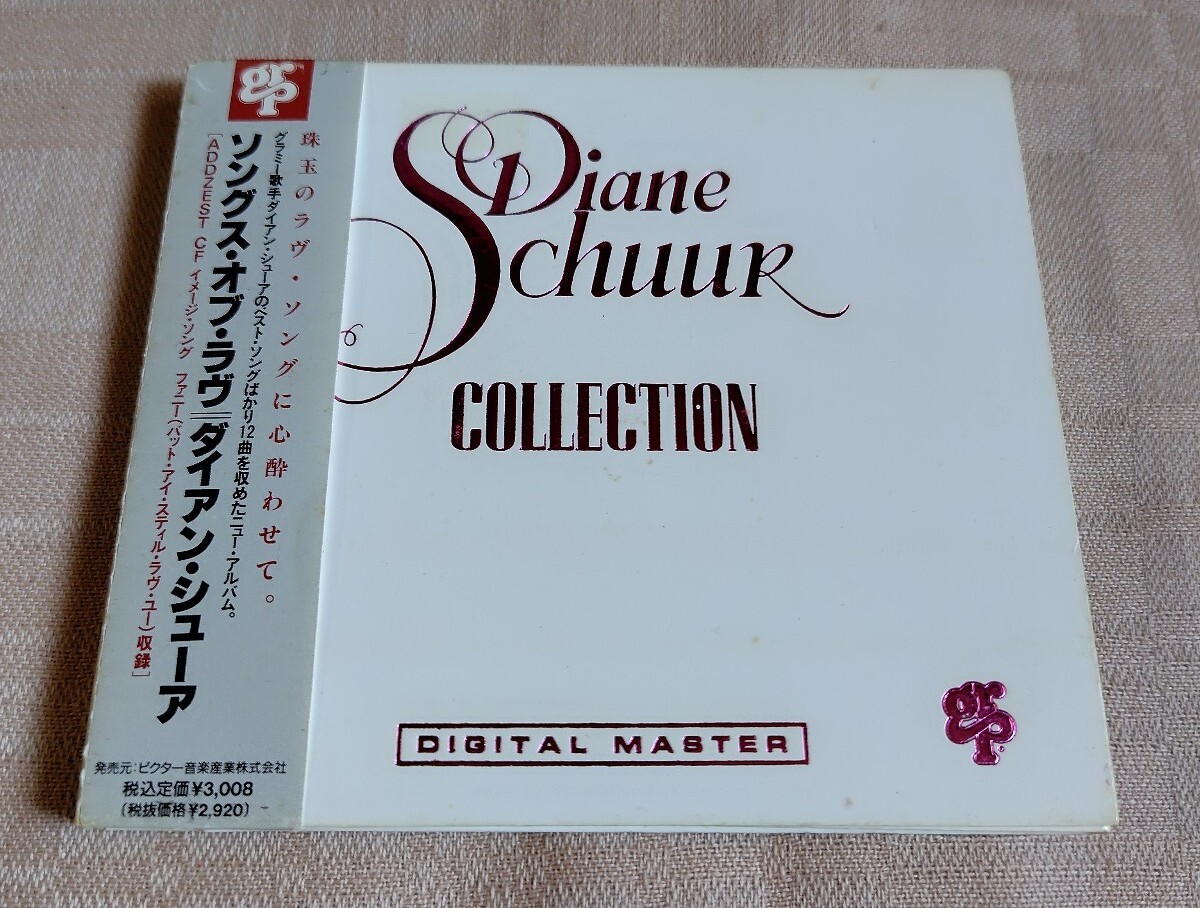 grp
珠玉のラヴ・ソングに心酔わせて。
グラミー歌手ダイアン・シューアのベスト・ソングばかり12曲を収めたニュー・アルバム。
ソングス・オブ・ラヴ||ダイアン・シューア
[ADDZEST CF イメージ・ソング ファニー(バット・アイ・スティル・ラヴ・ユー)収録]
発売元:ビクター音楽産業株式会社
税込定価¥3,008
(税抜価格¥2,920)
Diane
Schuur
COLLECTION
DIGITAL MASTER
grp